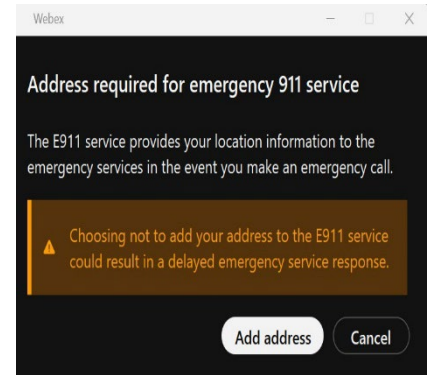 Webex
Address required for emergency 911 service
The E911 service provides your location information to the
emergency services in the event you make an emergency call.
Choosing not to add your address to the E911 service
could result in a delayed emergency service response.
Add address
Cancel